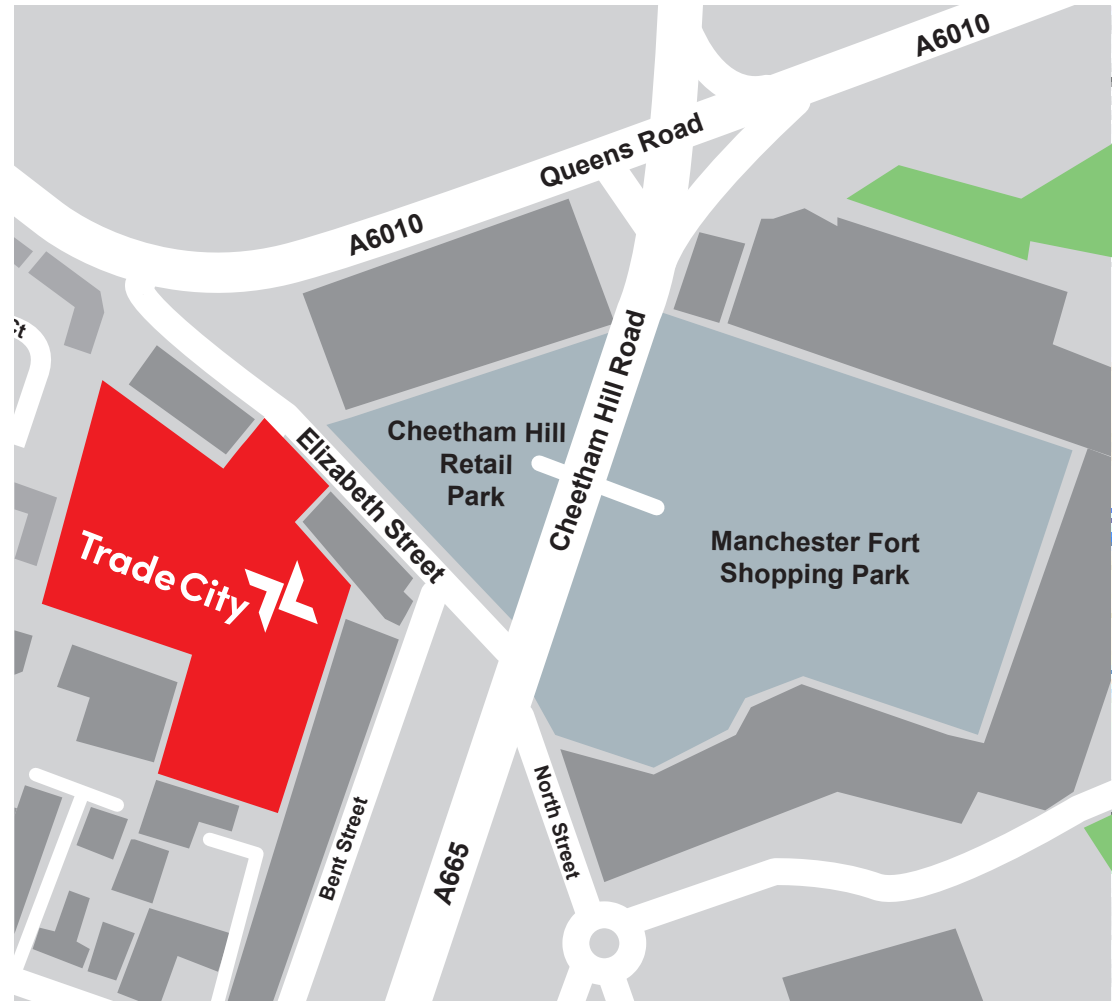 A6010
Queens Road
A6010
Ct
Cheetham Hill Road
Cheetham Hill
Retail
Park
Elizabeth Street
Manchester Fort
Shopping Park
Trade City
North Street
Bent Street
A665